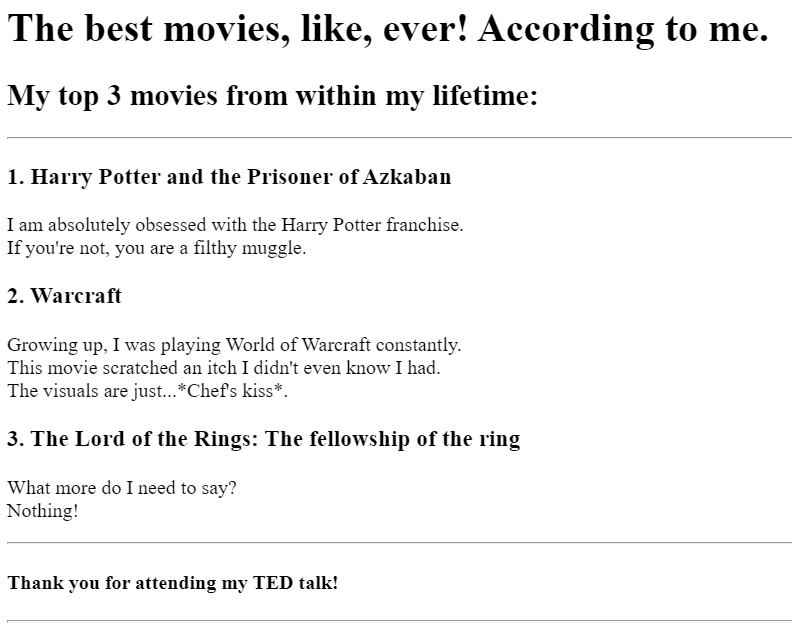 The best movies, like, ever! According to me.
My top 3 movies from within my lifetime:
1. Harry Potter and the Prisoner of Azkaban
I am absolutely obsessed with the Harry Potter franchise.
If you're not, you are a filthy muggle.
2. Warcraft
Growing up, I was playing World of Warcraft constantly.
This movie scratched an itch I didn't even know I had.
The visuals are just...*Chef's kiss*.
3. The Lord of the Rings: The fellowship of the ring
What more do I need to say?
Nothing!
Thank you for attending my TED talk!